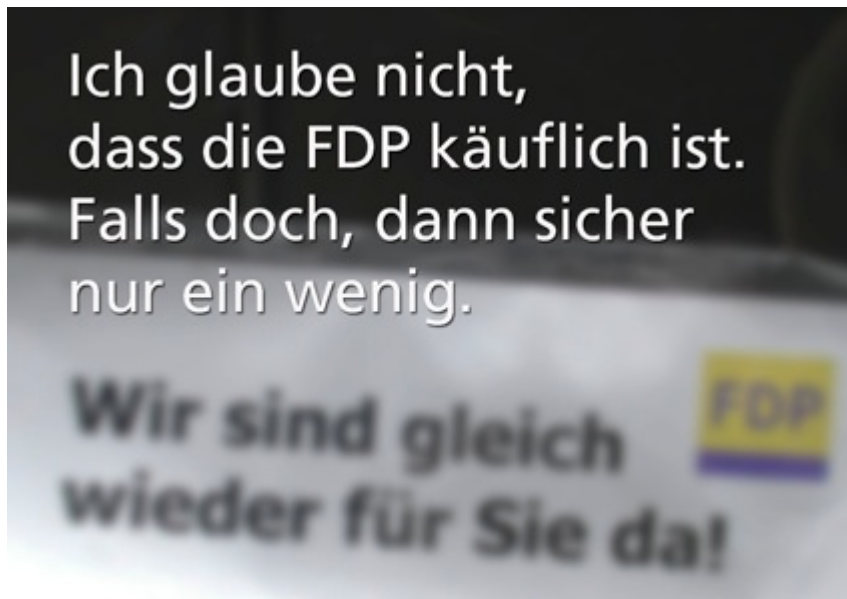 Ich glaube nicht,
dass die FDP käuflich ist.
Falls doch, dann sicher
nur ein wenig.
FDP
Wir sind gleich
wieder für Sie da!